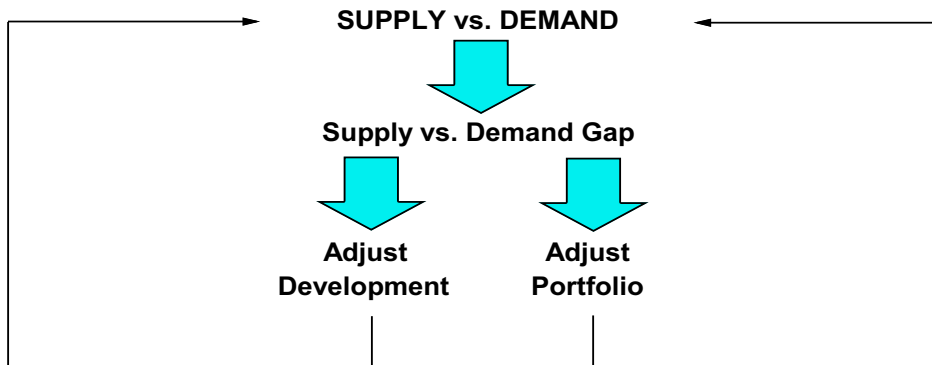 SUPPLY vs. DEMAND
Supply vs. Demand Gap
Adjust
Development
Adjust
Portfolio